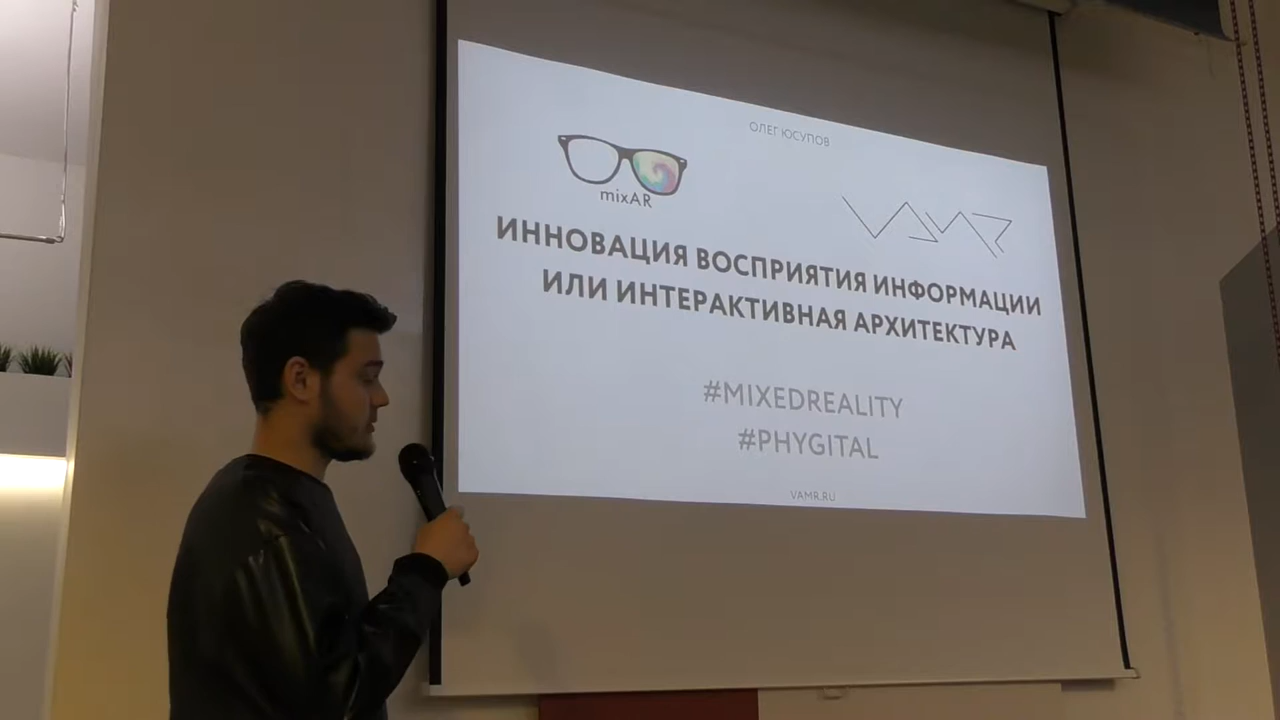 ОЛЕГ ЮСУПОВ
mixAR
VAMR
ИННОВАЦИЯ ВОСПРИЯТИЯ ИНФОРМАЦИИ
ИЛИ ИНТЕРАКТИВНАЯ АРХИТЕКТУРА
#MIXEDREALITY
#PHYGITAL
VAMR.RU